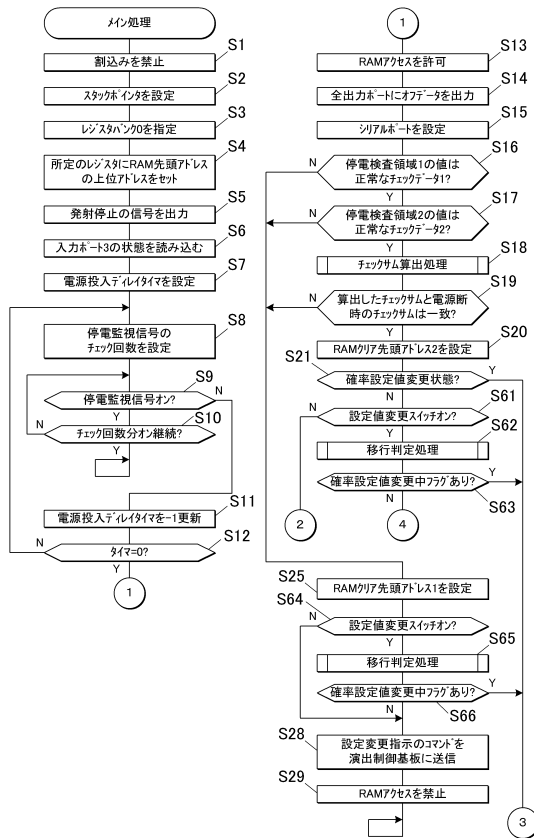 メイン処理
S1
割込みを禁止
S2
スタックポインタを設定
S3
レジスタバンク0を指定
S4
所定のレジスタにRAM先頭アドレス
の上位アドレスをセット
S5
発射停止の信号を出力
S6
入力ポート3の状態を読み込む
S7
電源投入ディレイタイマを設定
S8
停電監視信号の
チェック回数を設定
S9
停電監視信号オン?
N
Y
S10
チェック回数分オン継続?
N
Y
S11
電源投入ディレイタイマを-1更新
S12
タイマ=0?
N
Y
1
1
S13
RAMアクセスを許可
S14
全出力ポートにオフデータを出力
S15
シリアルポートを設定
S16
停電検査領域1の値は
正常なチェックデータ1?
N
Y
S17
停電検査領域2の値は
正常なチェックデータ2?
N
Y
S18
チェックサム算出処理
S19
算出したチェックサムと電源断
時のチェックサムは一致?
N
Y
S20
RAMクリア先頭アドレス2を設定
S21
確率設定値変更状態?
Y
N
S61
設定値変更スイッチオン?
N
Y
S62
移行判定処理
確率設定値変更中フラグあり?
Y
S63
N
2
4
S25
RAMクリア先頭アドレス1を設定
S64
設定値変更スイッチオン?
N
Y
S65
移行判定処理
確率設定値変更中フラグあり?
Y
N
S66
S28
設定変更指示のコマンドを
演出制御基板に送信
S29
RAMアクセスを禁止
3